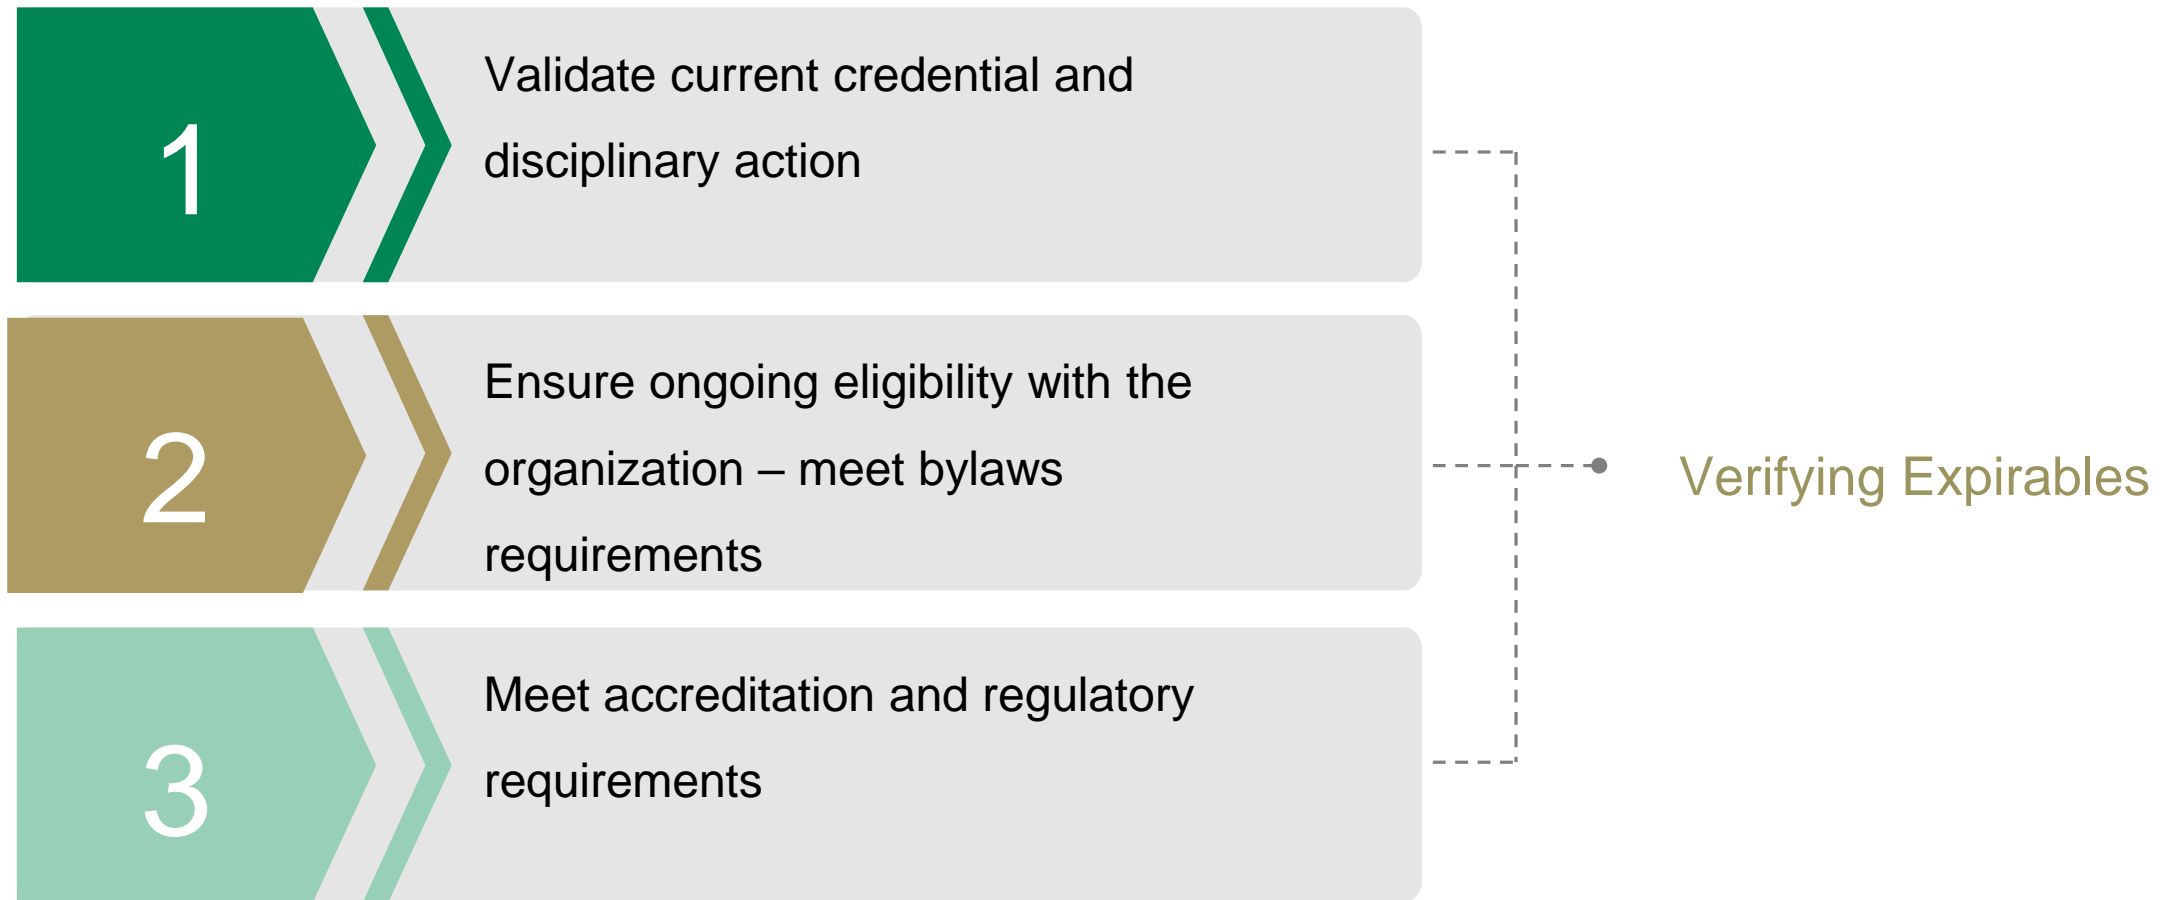 1
Validate current credential and
disciplinary action
2
Ensure ongoing eligibility with the
organization – meet bylaws
requirements
Verifying Expirables
3
Meet accreditation and regulatory
requirements